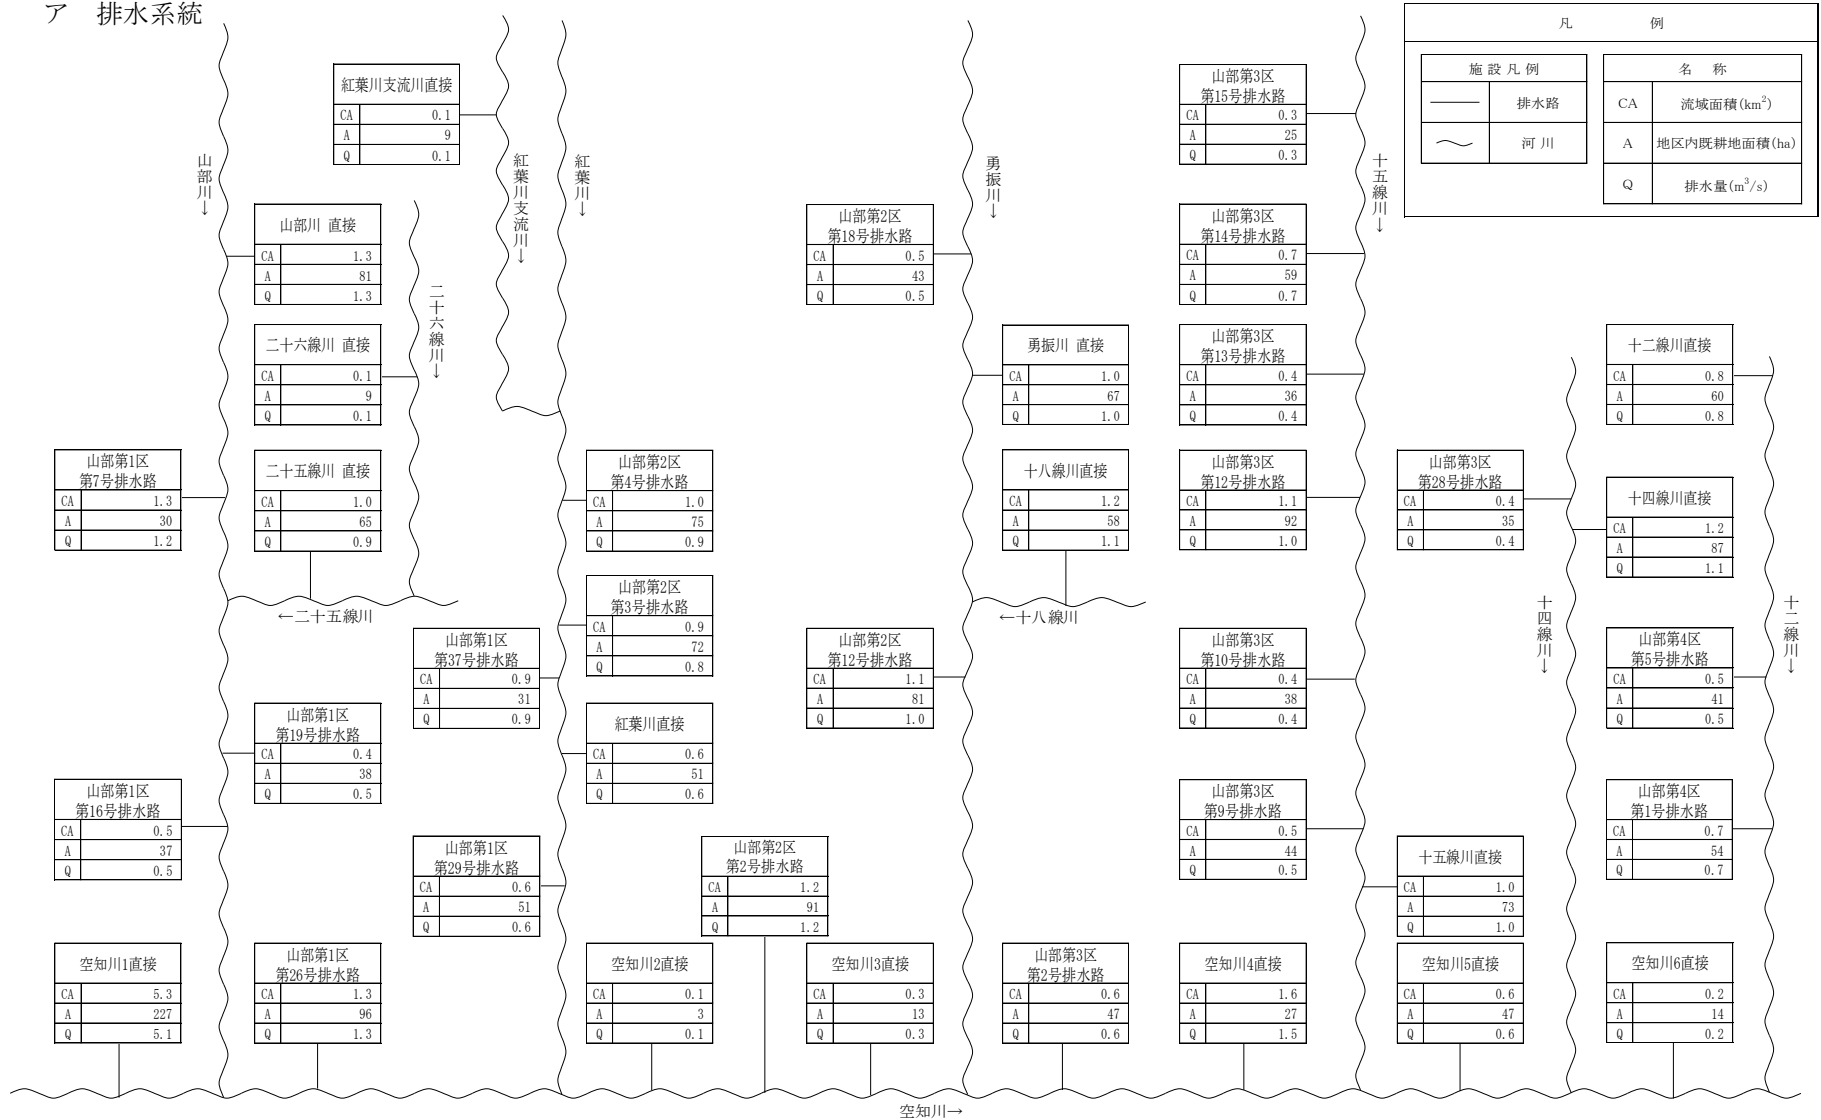 ア 排水系統
凡 例
施設凡例
排水路
河川
名 称
CA 流域面積(km²)
A 地区内既耕地面積(ha)
Q 排水量(m³/s)
紅葉川支流川直接
CA 0.1
A 9
Q 0.1
山部第3区
第15号排水路
CA 0.3
A 25
Q 0.3
山部川→
紅葉川支流川→
紅葉川→
勇振川→
十五線川→
山部川 直接
CA 1.3
A 81
Q 1.3
山部第2区
第18号排水路
CA 0.5
A 43
Q 0.5
山部第3区
第14号排水路
CA 0.7
A 59
Q 0.7
二十六線川→
二十六線川 直接
CA 0.1
A 9
Q 0.1
勇振川 直接
CA 1.0
A 67
Q 1.0
山部第3区
第13号排水路
CA 0.4
A 36
Q 0.4
十二線川直接
CA 0.8
A 60
Q 0.8
山部第1区
第7号排水路
CA 1.3
A 30
Q 1.2
二十五線川 直接
CA 1.0
A 65
Q 0.9
山部第2区
第4号排水路
CA 1.0
A 75
Q 0.9
十八線川直接
CA 1.2
A 58
Q 1.1
山部第3区
第12号排水路
CA 1.1
A 92
Q 1.0
山部第3区
第28号排水路
CA 0.4
A 35
Q 0.4
十四線川直接
CA 1.2
A 87
Q 1.1
←二十五線川
山部第2区
第3号排水路
CA 0.9
A 72
Q 0.8
←十八線川
十四線川→
十二線川→
山部第1区
第37号排水路
CA 0.9
A 31
Q 0.9
山部第2区
第12号排水路
CA 1.1
A 81
Q 1.0
山部第3区
第10号排水路
CA 0.4
A 38
Q 0.4
山部第4区
第5号排水路
CA 0.5
A 41
Q 0.5
山部第1区
第19号排水路
CA 0.4
A 38
Q 0.5
紅葉川直接
CA 0.6
A 51
Q 0.6
山部第1区
第16号排水路
CA 0.5
A 37
Q 0.5
山部第3区
第9号排水路
CA 0.5
A 44
Q 0.5
山部第4区
第1号排水路
CA 0.7
A 54
Q 0.7
山部第1区
第29号排水路
CA 0.6
A 51
Q 0.6
山部第2区
第2号排水路
CA 1.2
A 91
Q 1.2
十五線川直接
CA 1.0
A 73
Q 1.0
空知川1直接
CA 5.3
A 227
Q 5.1
山部第1区
第26号排水路
CA 1.3
A 96
Q 1.3
空知川2直接
CA 0.1
A 3
Q 0.1
空知川3直接
CA 0.3
A 13
Q 0.3
山部第3区
第2号排水路
CA 0.6
A 47
Q 0.6
空知川4直接
CA 1.6
A 27
Q 1.5
空知川5直接
CA 0.6
A 47
Q 0.6
空知川6直接
CA 0.2
A 14
Q 0.2
空知川→